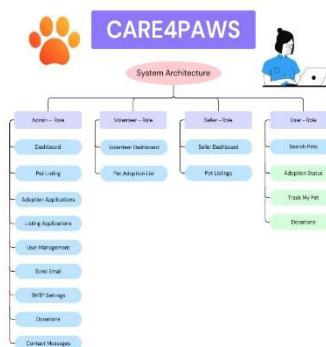 CARE4PAWS
System Architecture
Admin - Role
Volenteer - Role
Seller - Role
User - Role
Dashboard
Volenteer Dashboard
Seller Dashboard
Search Pets
Pet Listing
Pet Adoption List
Pet Listings
Adoption Status
Adoption Applications
Track My Pet
Listing Applications
Donations
User Management
Send Email
SMTP Settings
Donations
Contact Messages